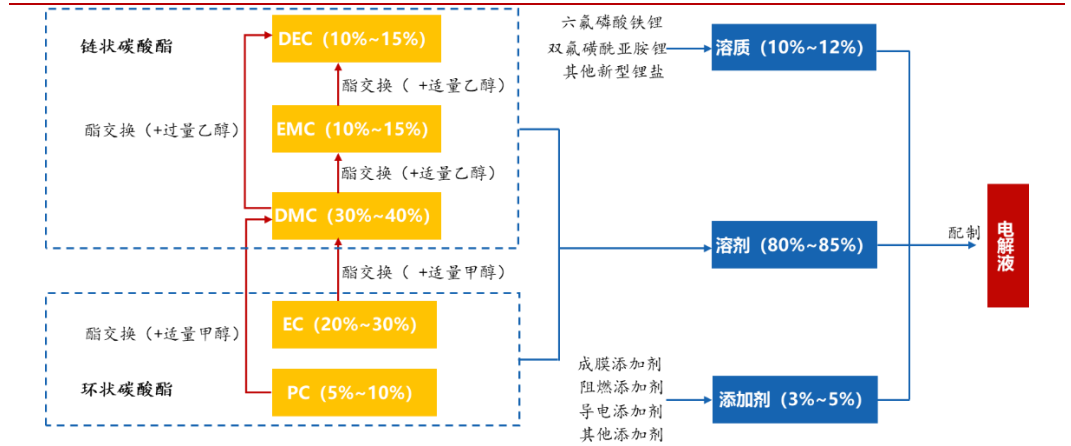 链状碳酸酯
DEC（10%~15%）
酯交换（ +适量乙醇）
酯交换（+过量乙醇）
EMC（10%~15%）
酯交换（+适量乙醇）
DMC（30%~40%）
酯交换（ +适量甲醇）
EC（20%~30%）
酯交换（+适量甲醇）
环状碳酸酯
PC（5%~10%）
六氟磷酸铁锂
双氟磺酰亚胺锂
其他新型锂盐
溶质（10%~12%）
溶剂（80%~85%）
成膜添加剂
阻燃添加剂
导电添加剂
其他添加剂
添加剂（3%~5%）
配制
电解液